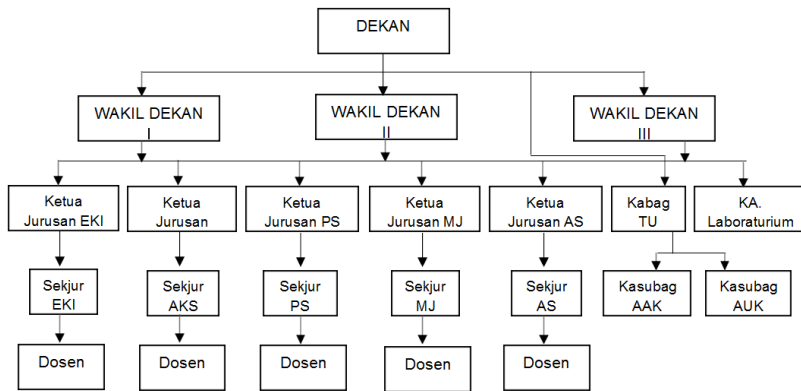 DEKAN
WAKIL DEKAN
I
WAKIL DEKAN
II
WAKIL DEKAN
III
Ketua
Jurusan EKI
Ketua
Jurusan
Ketua
Jurusan PS
Ketua
Jurusan MJ
Ketua
Jurusan AS
Kabag
TU
KA.
Laboraturium
Sekjur
EKI
Sekjur
AKS
Sekjur
PS
Sekjur
MJ
Sekjur
AS
Kasubag
AAK
Kasubag
AUK
Dosen
Dosen
Dosen
Dosen
Dosen